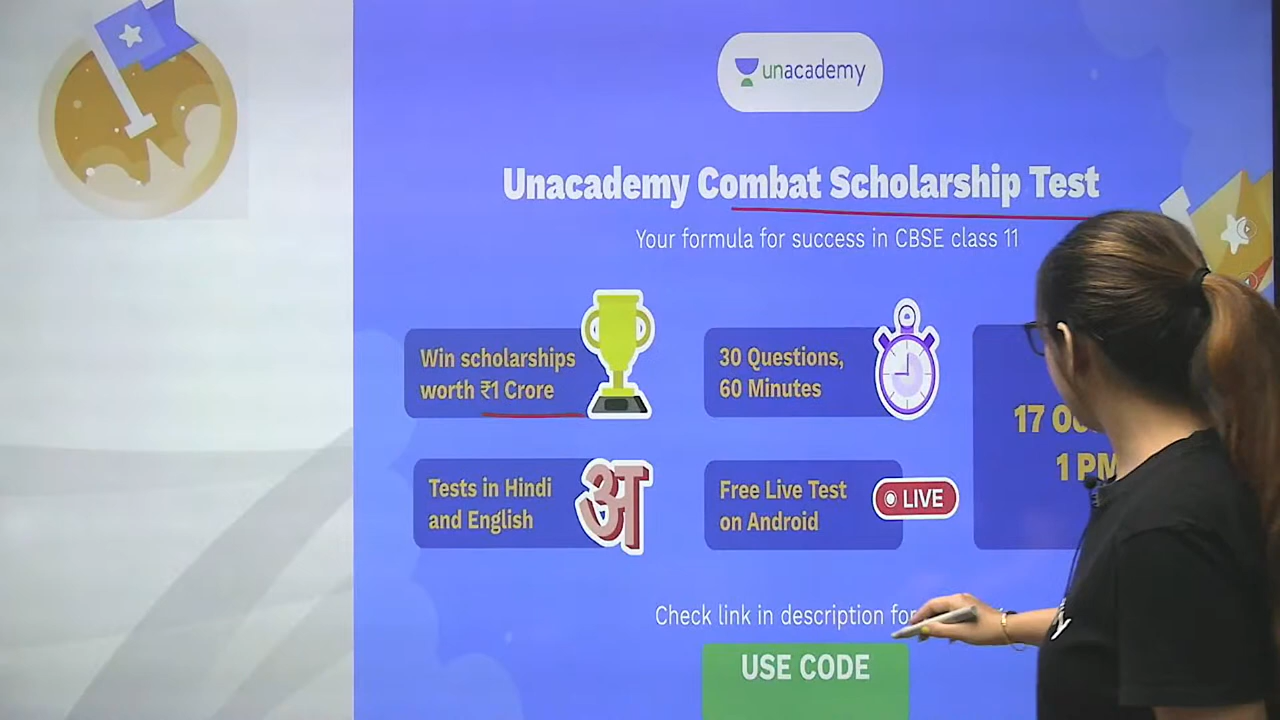 unacademy
Unacademy Combat Scholarship Test
Your formula for success in CBSE class 11
Win scholarships
worth ₹1 Crore
30 Questions,
60 Minutes
17
1 PM
Tests in Hindi
and English
अ
Free Live Test
on Android
LIVE
Check link in description for
USE CODE